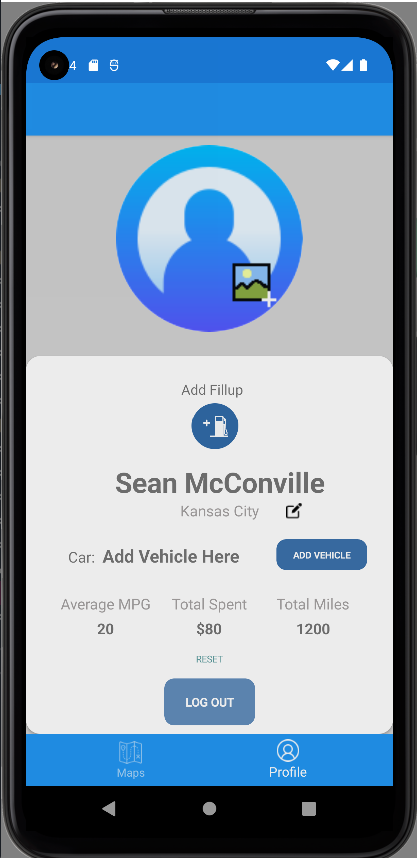 4
Add Fillup
Sean McConville
Kansas City
Car: Add Vehicle Here ADD VEHICLE
Average MPG Total Spent Total Miles
20 $80 1200
RESET
LOG OUT
Maps Profile